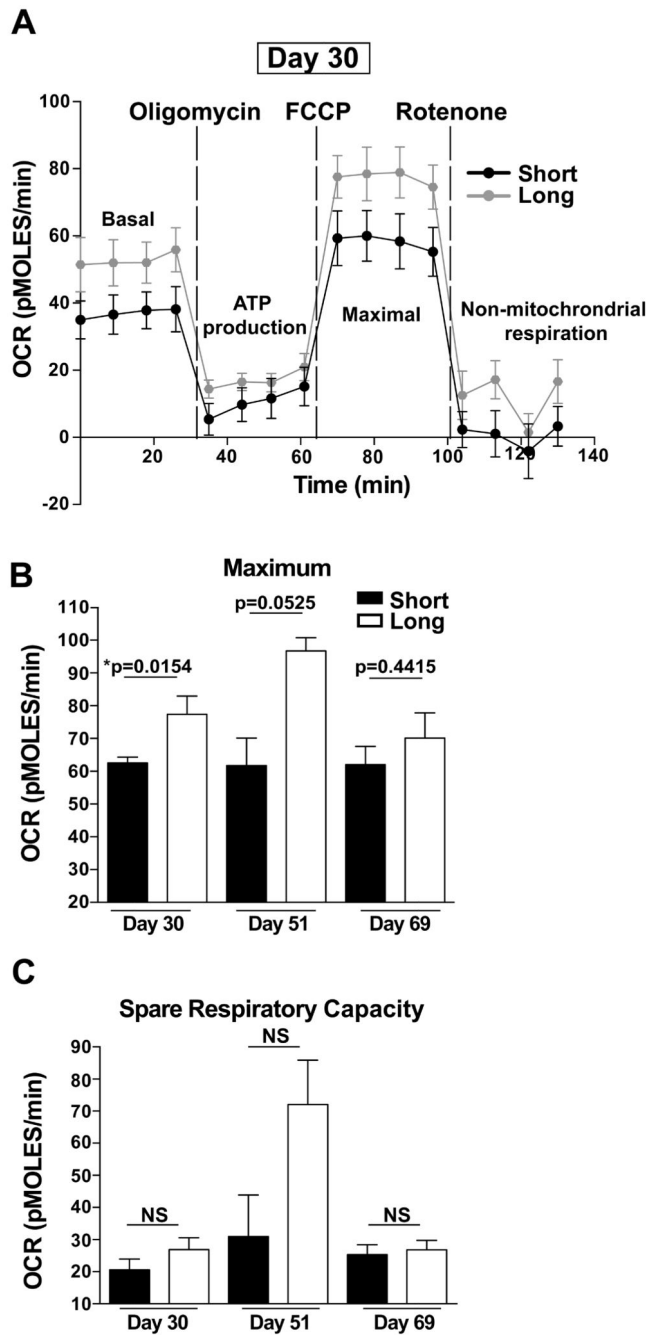 A
Day 30
Oligomycin FCCP Rotenone
100
80
60
40
20
0
-20
OCR (pMOLES/min)
Short
Long
Basal
ATP
production
Maximal
Non-mitochrondrial
respiration
20 40 60 80 100 120 140
Time (min)
B
Maximum
Short
Long
p=0.0525
*p=0.0154
p=0.4415
110
100
90
80
70
60
50
40
30
20
OCR (pMOLES/min)
Day 30 Day 51 Day 69
C
Spare Respiratory Capacity
NS
NS
NS
90
80
70
60
50
40
30
20
10
OCR (pMOLES/min)
Day 30 Day 51 Day 69